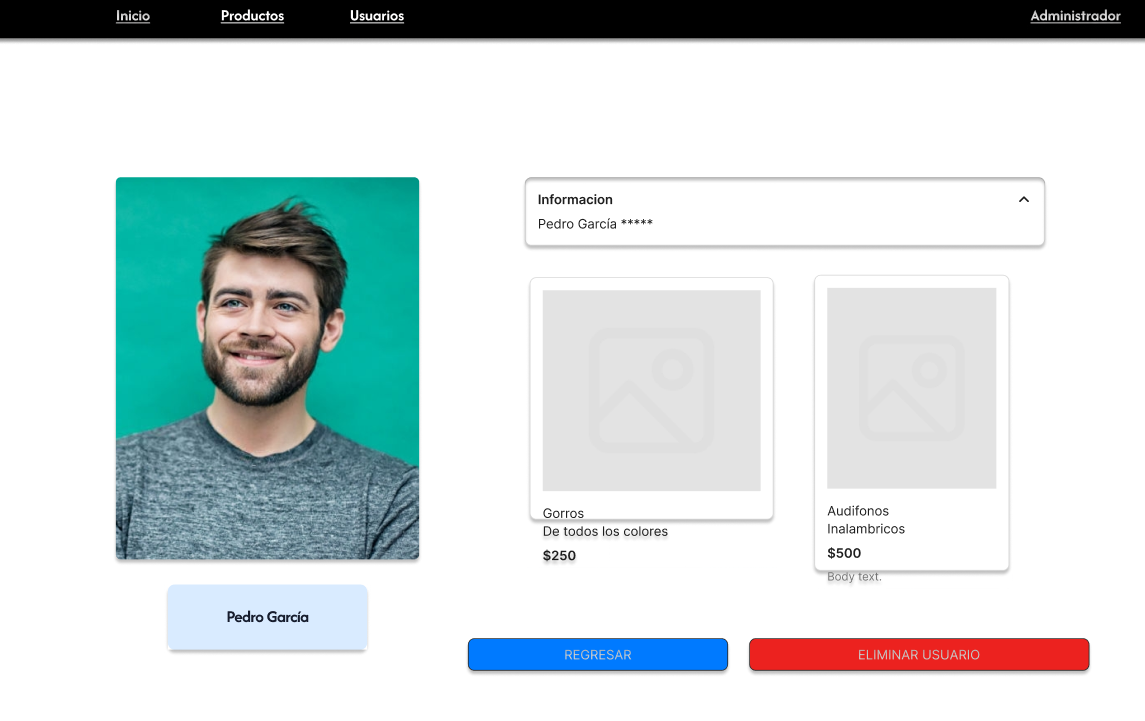 Inicio
Productos
Usuarios
Administrador
Informacion
Pedro García *****
Gorros
De todos los colores
$250
Audifonos
Inalambricos
$500
Body text.
Pedro García
REGRESAR
ELIMINAR USUARIO